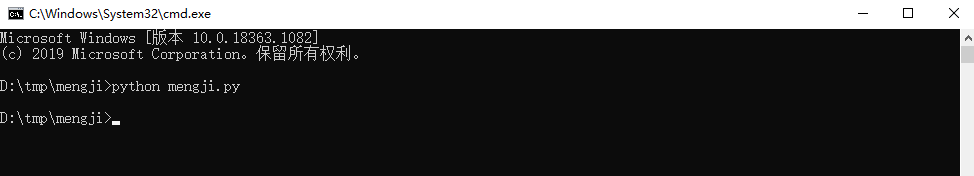 C:\Windows\System32\cmd.exe
Microsoft Windows [版本 10.0.18363.1082]
(c) 2019 Microsoft Corporation。保留所有权利。
D:\tmp\mengji>python mengji.py
D:\tmp\mengji>